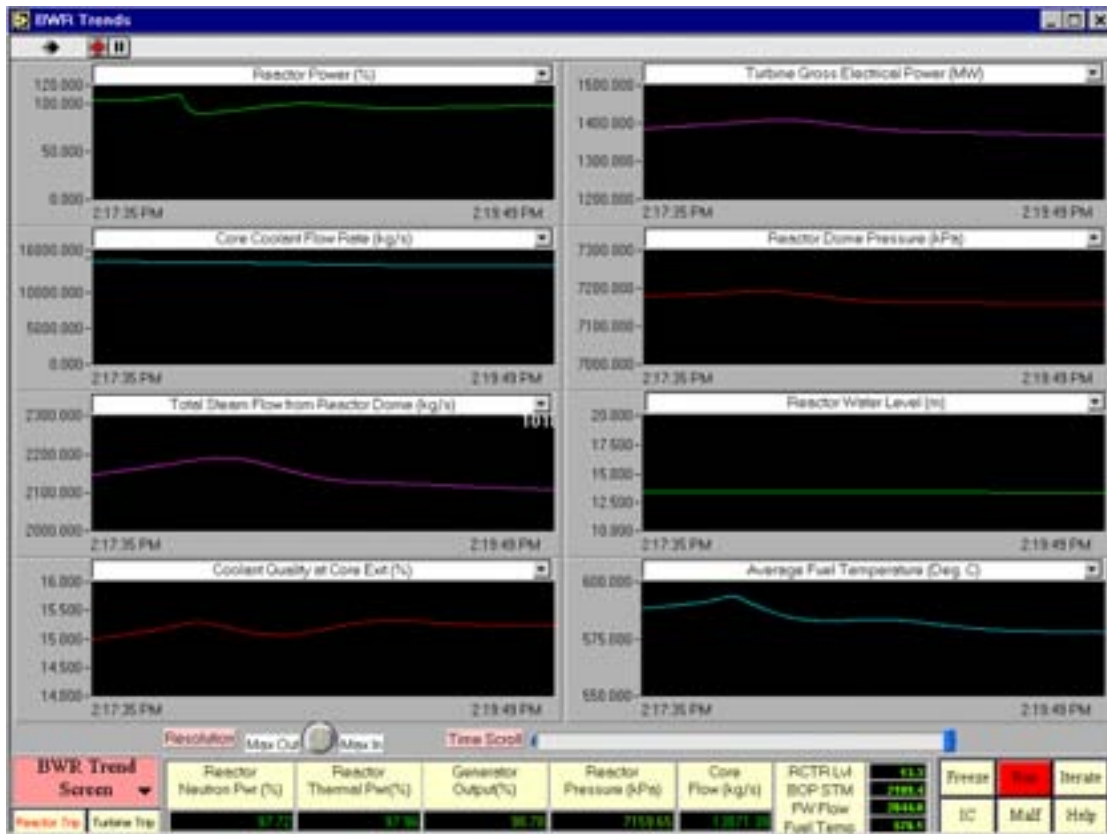 BWR Trends
Reactor Power (%)
120.000
100.000
50.000
0.000
2:17:35 PM 2:19:49 PM
Turbine Gross Electrical Power (MW)
1500.000
1400.000
1300.000
1200.000
2:17:35 PM 2:19:49 PM
Core Coolant Flow Rate (kg/s)
10000.000
5000.000
0.000
2:17:35 PM 2:19:49 PM
Reactor Dome Pressure (kPa)
7300.000
7200.000
7100.000
7000.000
2:17:35 PM 2:19:49 PM
Total Steam Flow from Reactor Dome (kg/s)
2300.000
2200.000
2100.000
2000.000
2:17:35 PM 2:19:49 PM
Reactor Water Level (m)
20.000
17.500
15.000
12.500
10.000
2:17:35 PM 2:19:49 PM
Coolant Quality at Core Exit (%)
16.000
15.500
15.000
14.500
14.000
2:17:35 PM 2:19:49 PM
Average Fuel Temperature (Deg. C)
600.000
575.000
550.000
2:17:35 PM 2:19:49 PM
Resolution Max Out Max In Time Scroll
BWR Trend Screen
Reactor Trip Turbine Trip
Reactor Neutron Pwr (%)
97.72
Reactor Thermal Pwr(%)
97.96
Generator Output(%)
Reactor Pressure (kPa)
7159.65
Core Flow (kg/s)
RCTR Lvl
BOP STM
FW Flow
Fuel Temp
Freeze Run Iterate
IC Malf Help